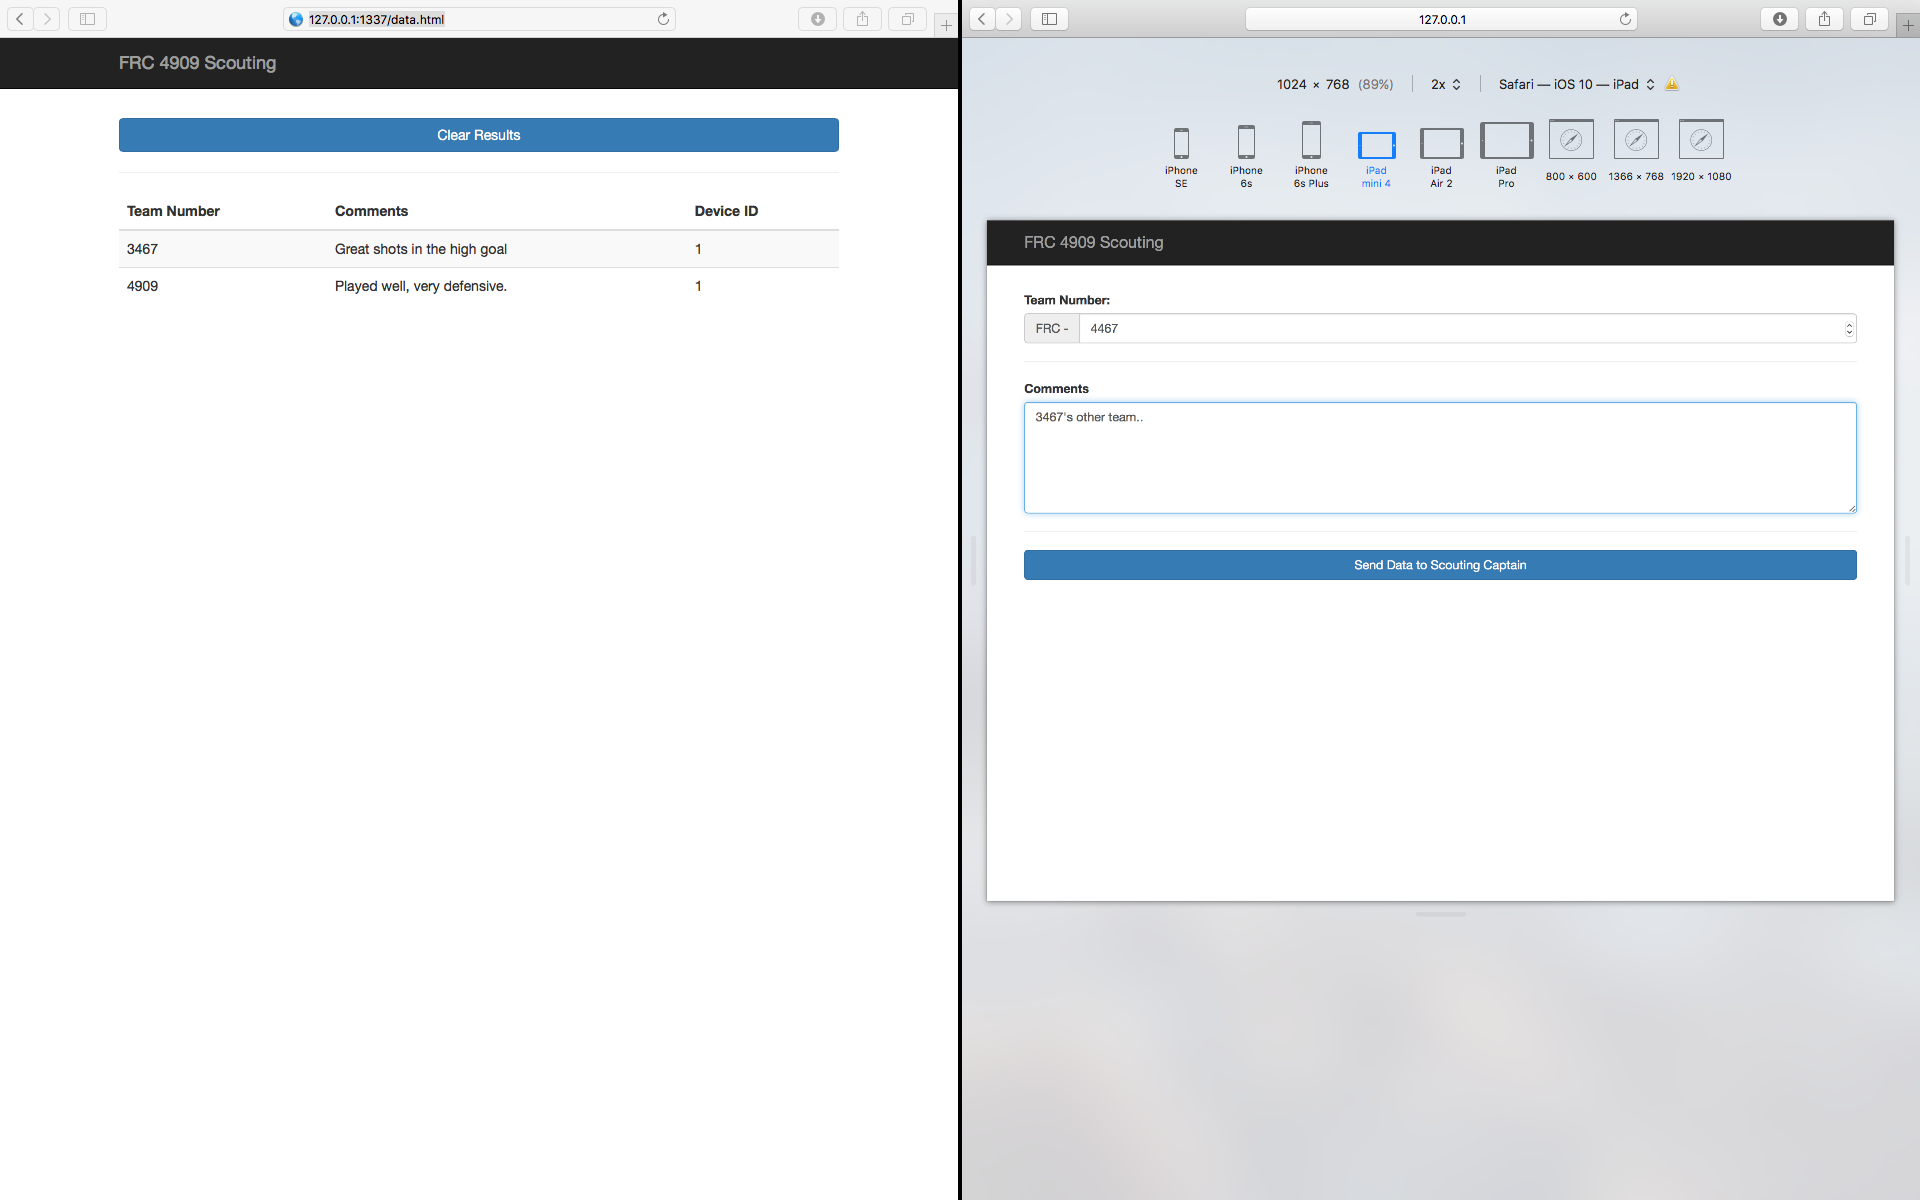 127.0.0.1:1337/data.html
FRC 4909 Scouting
Clear Results
Team Number Comments Device ID
3467 Great shots in the high goal 1
4909 Played well, very defensive. 1
127.0.0.1
1024 × 768 (89%) 2x Safari — iOS 10 — iPad
iPhone SE
iPhone 6s
iPhone 6s Plus
iPad mini 4
iPad Air 2
iPad Pro
800 × 600
1366 × 768
1920 × 1080
FRC 4909 Scouting
Team Number:
FRC - 4467
Comments
3467's other team..
Send Data to Scouting Captain